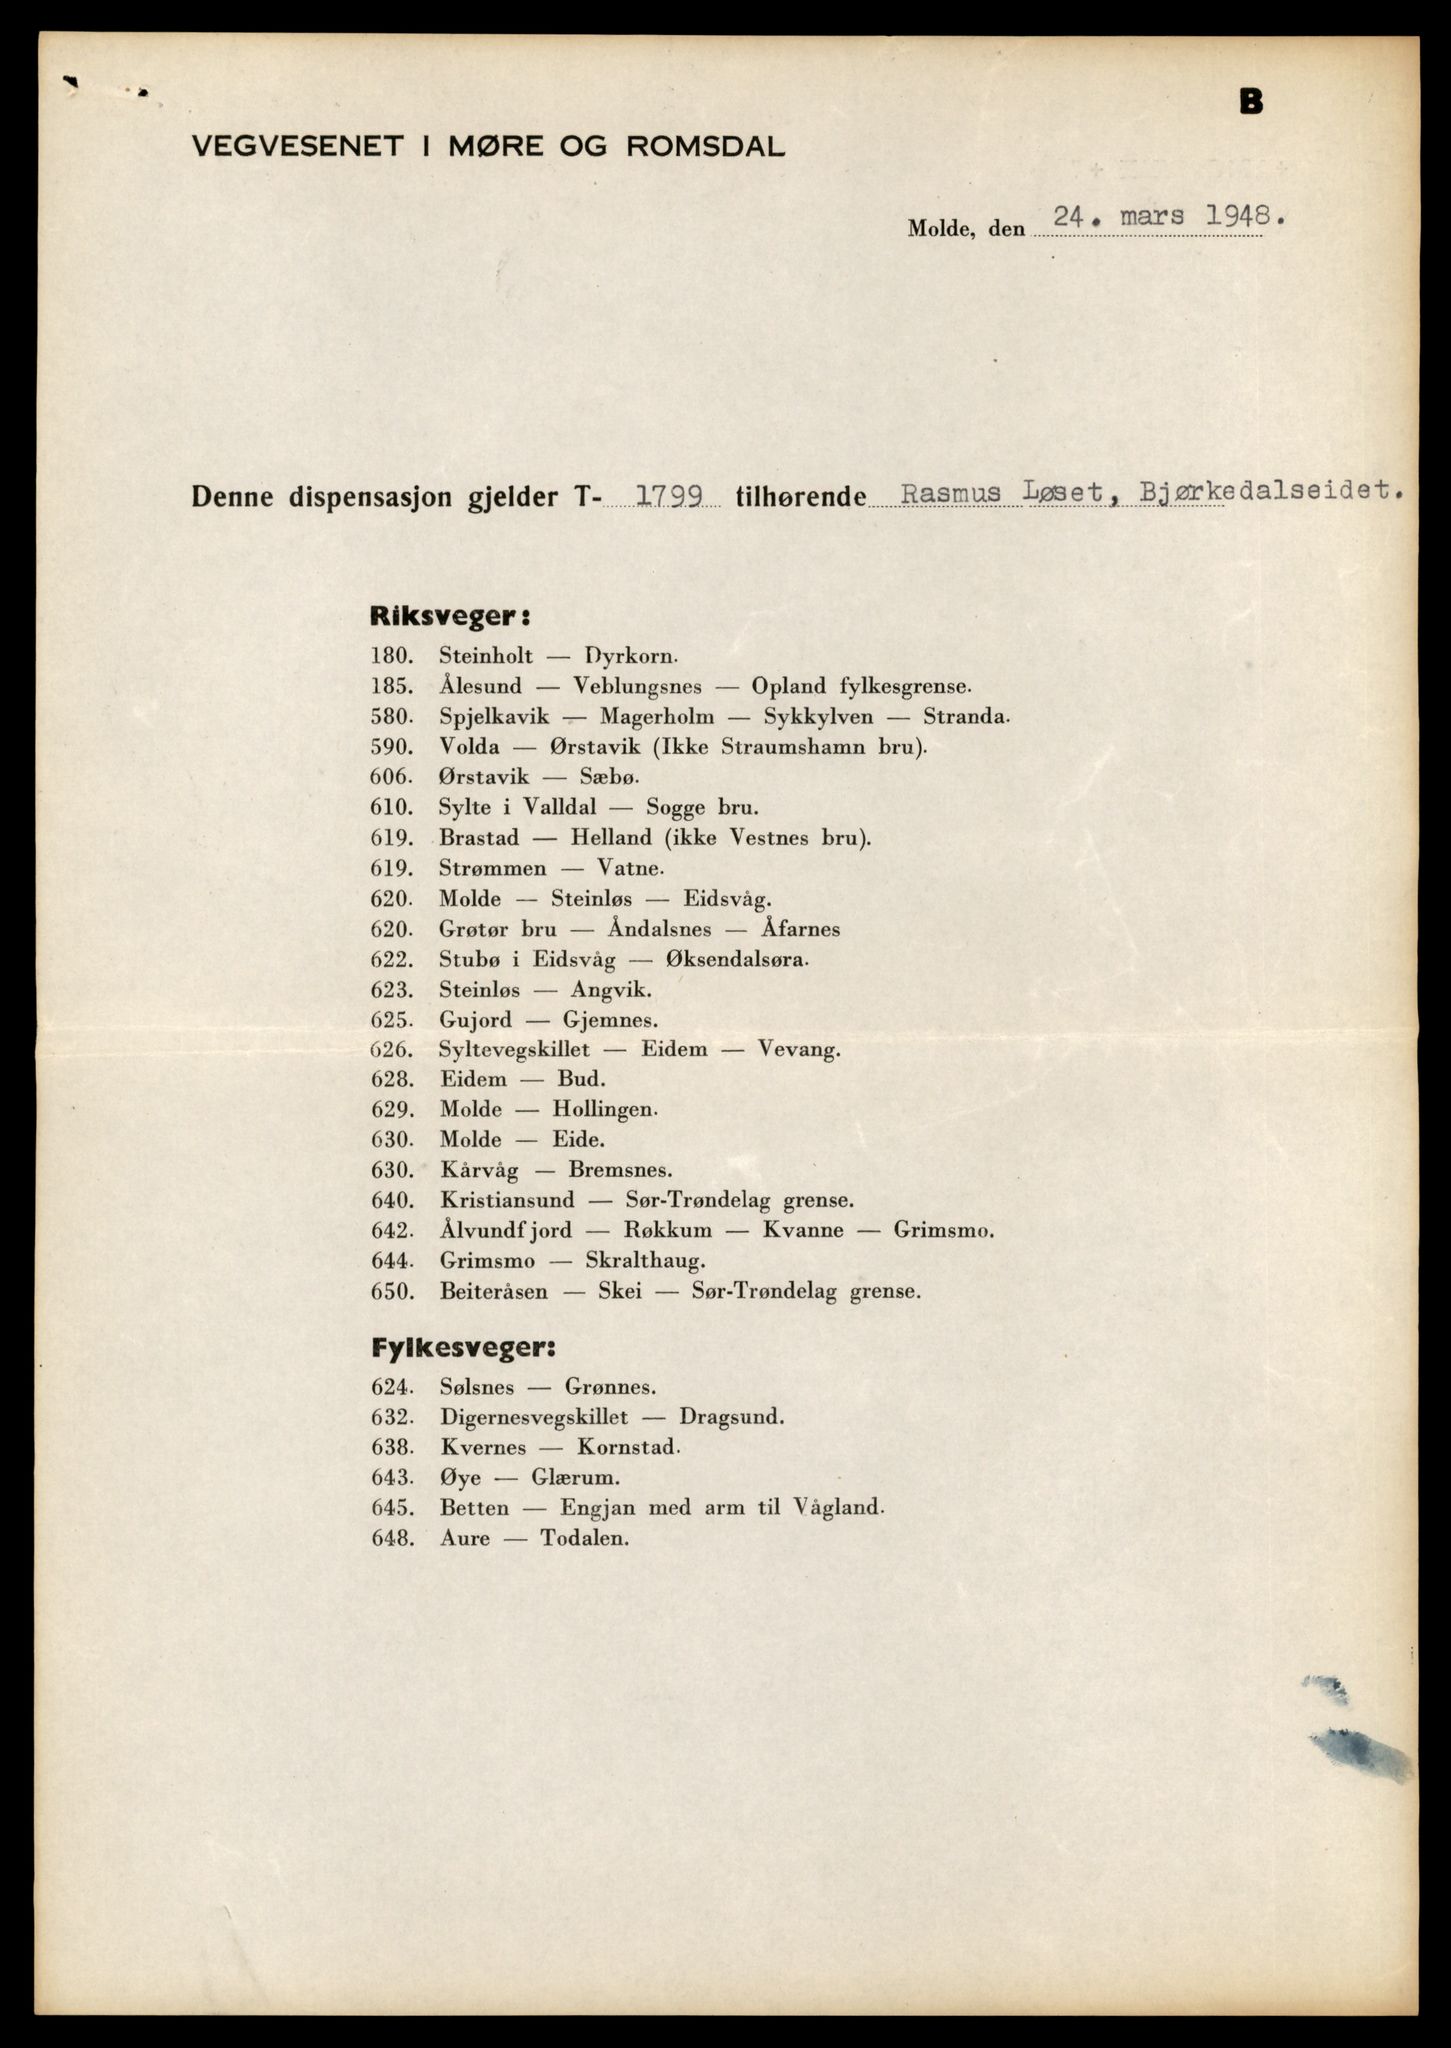 B
VEGVESENET I MØRE OG ROMSDAL
Molde, den 24. mars 1948.
Denne dispensasjon gjelder T- 1799 tilhørende Rasmus Løset, Bjørkedalseidet.
Riksveger:
180. Steinholt — Dyrkorn.
185. Ålesund — Veblungsnes — Opland fylkesgrense.
580. Spjelkavik — Magerholm — Sykkylven — Stranda.
590. Volda — Ørstavik (Ikke Straumshamn bru).
606. Ørstavik — Sæbø.
610. Sylte i Valldal — Sogge bru.
619. Brastad — Helland (ikke Vestnes bru).
619. Strømmen — Vatne.
620. Molde — Steinløs — Eidsvåg.
620. Grøtør bru — Åndalsnes — Åfarnes
622. Stubø i Eidsvåg — Øksendalsøra.
623. Steinløs — Angvik.
625. Gujord — Gjemnes.
626. Syltevegskillet — Eidem — Vevang.
628. Eidem — Bud.
629. Molde — Hollingen.
630. Molde — Eide.
630. Kårvåg — Bremsnes.
640. Kristiansund — Sør-Trøndelag grense.
642. Ålvundfjord — Røkkum — Kvanne — Grimsmo.
644. Grimsmo — Skralthaug.
650. Beiteråsen — Skei — Sør-Trøndelag grense.
Fylkesveger:
624. Sølsnes — Grønnes.
632. Digernesvegskillet — Dragsund.
638. Kvernes — Kornstad.
643. Øye — Glærum.
645. Betten — Engjan med arm til Vågland.
648. Aure — Todalen.